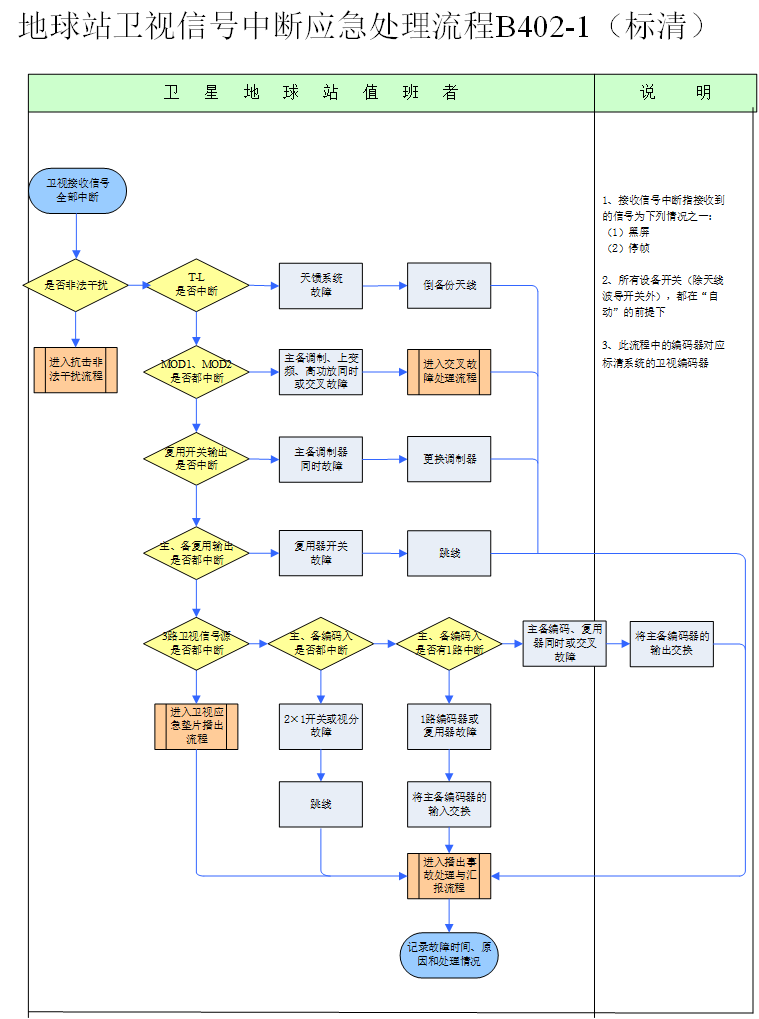 地球站卫视信号中断应急处理流程B402-1（标清）
卫 星 地 球 站 值 班 者
说 明
卫视接收信号
全部中断
1、接收信号中断指接收到
的信号为下列情况之一：
（1）黑屏
（2）停帧
2、所有设备开关（除天线
波导开关外），都在“自
动”的前提下
3、此流程中的编码器对应
标清系统的卫视编码器
是否非法干扰
T-L
是否中断
天馈系统
故障
倒备份天线
进入抗击非
法干扰流程
MOD1、MOD2
是否都中断
主备调制、上变
频、高功放同时
或交叉故障
进入交叉故
障处理流程
复用开关输出
是否中断
主备调制器
同时故障
更换调制器
主、备复用输出
是否都中断
复用器开关
故障
跳线
3路卫视信号源
是否都中断
主、备编码入
是否都中断
主、备编码入
是否有1路中断
主备编码、复用
器同时或交叉
故障
将主备编码器的
输出交换
进入卫视应
急垫片播出
流程
2×1开关或视分
故障
1路编码器或
复用器故障
跳线
将主备编码器的
输入交换
进入播出事
故处理与汇
报流程
记录故障时间、原
因和处理情况